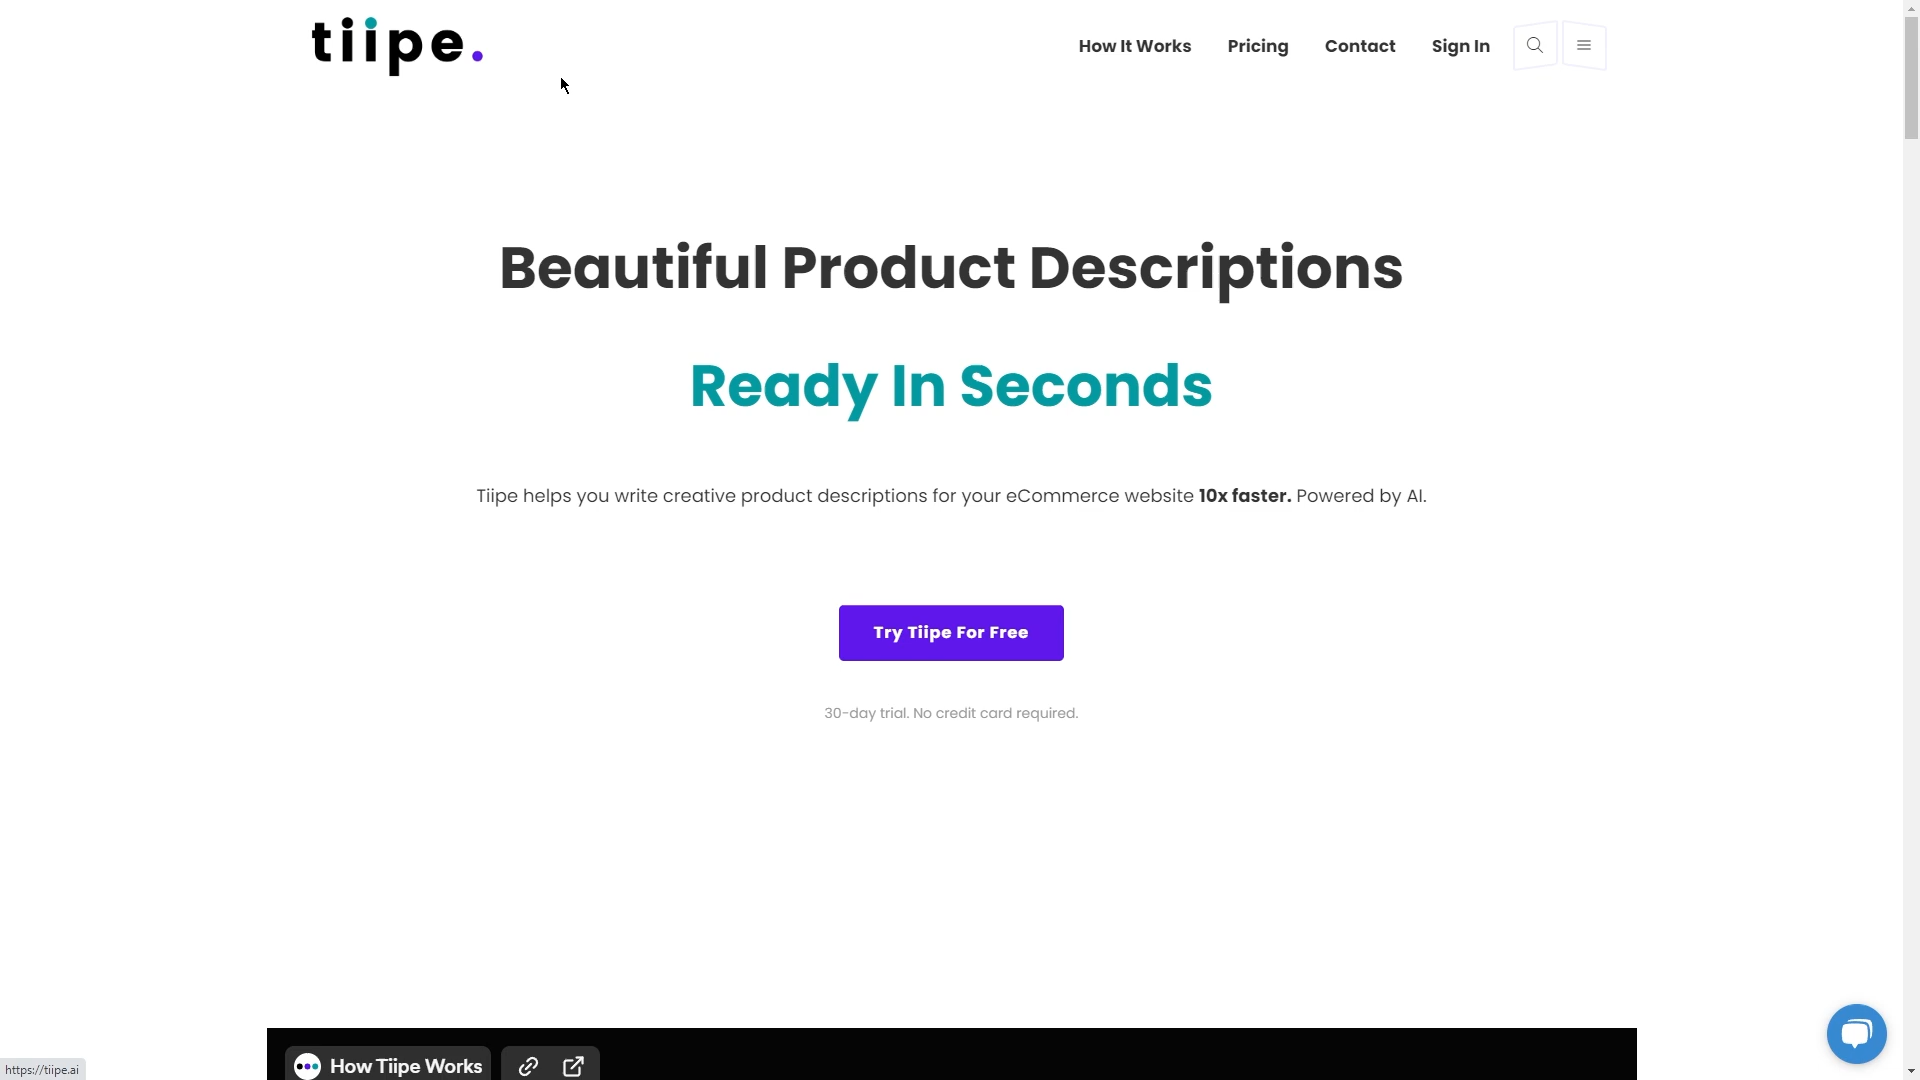 tiipe.
How It Works Pricing Contact Sign In
Beautiful Product Descriptions
Ready In Seconds
Tiipe helps you write creative product descriptions for your eCommerce website 10x faster. Powered by AI.
Try Tiipe For Free
30-day trial. No credit card required.
How Tiipe Works
https://tiipe.ai